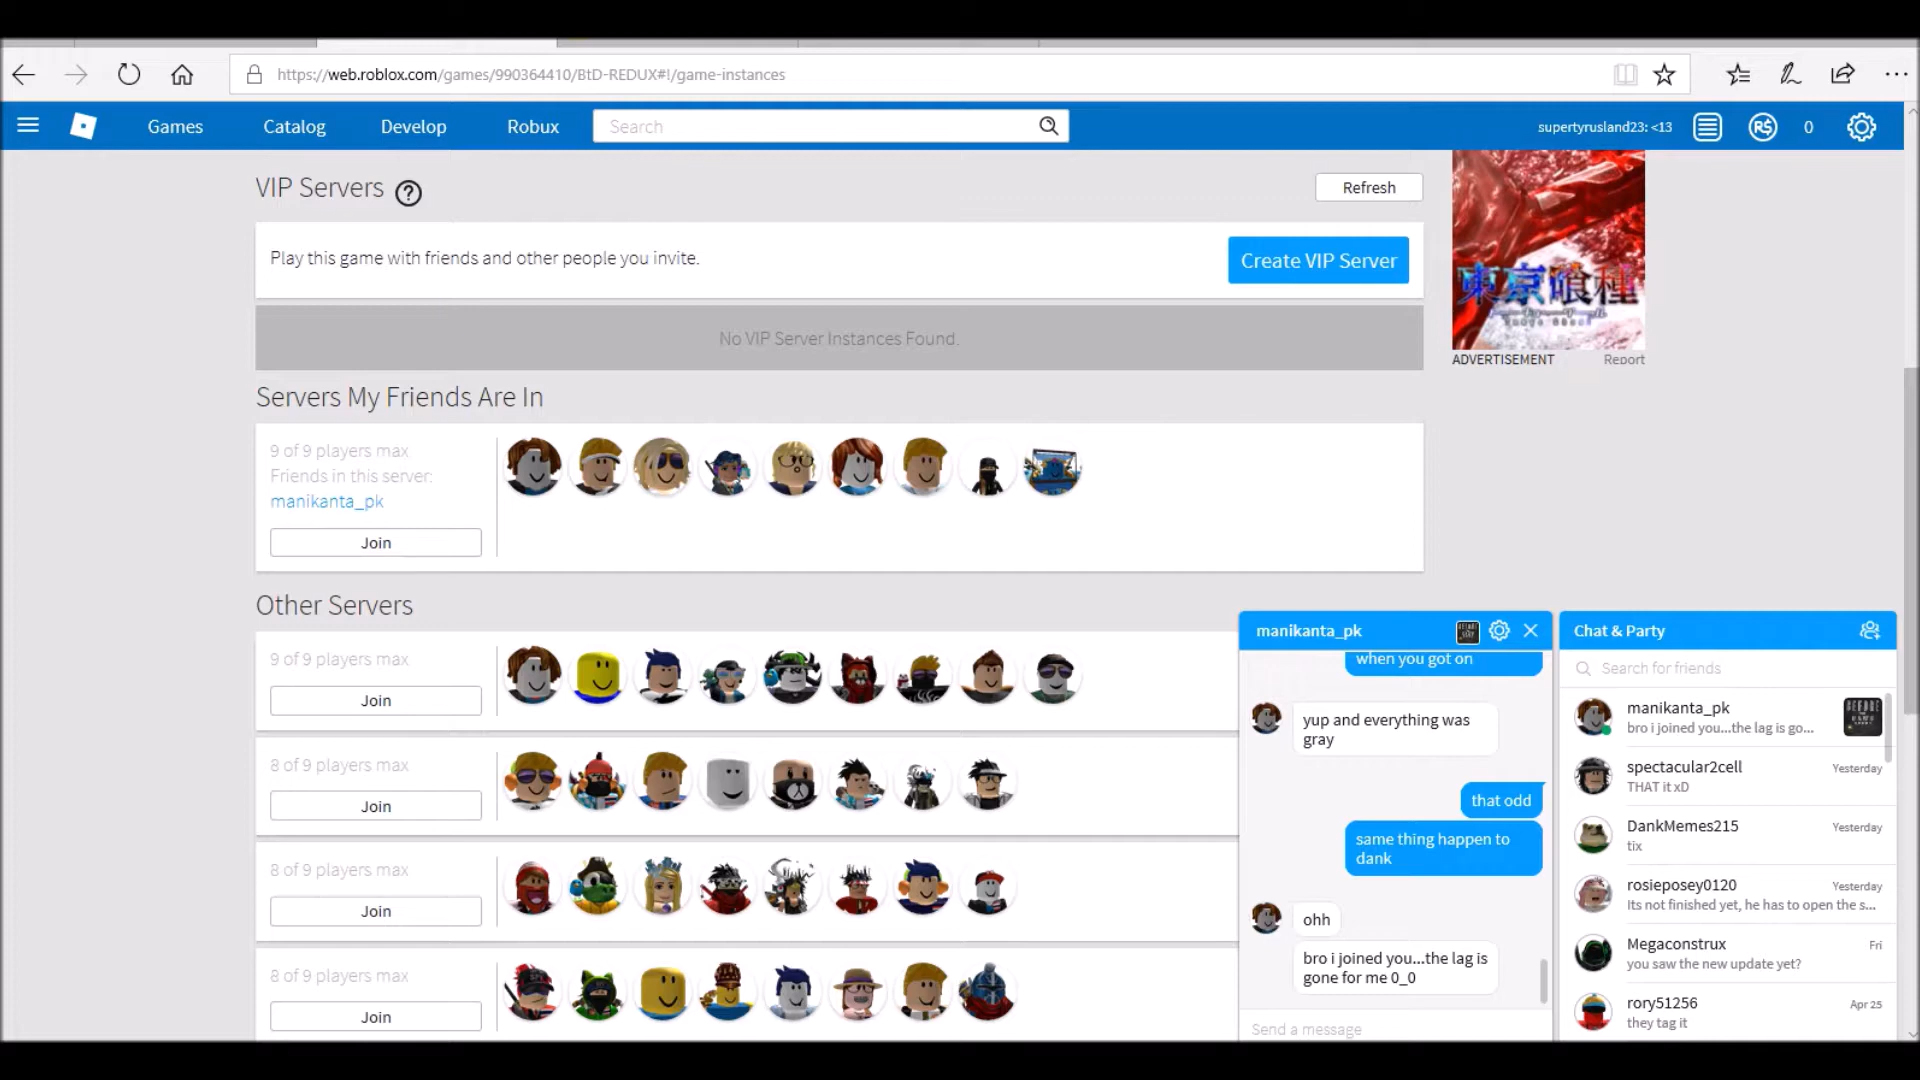 https://web.roblox.com/games/990364410/BtD-REDUX#!/game-instances
Games
Catalog
Develop
Robux
Search
supertyrusland23: <13
R$
0
VIP Servers
?
Refresh
Play this game with friends and other people you invite.
Create VIP Server
No VIP Server Instances Found.
東京喰種
ADVERTISEMENT
Report
Servers My Friends Are In
9 of 9 players max
Friends in this server:
manikanta_pk
Join
Other Servers
9 of 9 players max
Join
8 of 9 players max
Join
8 of 9 players max
Join
8 of 9 players max
Join
manikanta_pk
when you got on
yup and everything was
gray
that odd
same thing happen to
dank
ohh
bro i joined you...the lag is
gone for me 0_0
Send a message
Chat & Party
Search for friends
manikanta_pk
bro i joined you...the lag is go...
spectacular2cell
Yesterday
THAT it xD
DankMemes215
Yesterday
tix
rosieposey0120
Yesterday
Its not finished yet, he has to open the s...
Megaconstrux
Fri
you saw the new update yet?
rory51256
Apr 25
they tag it